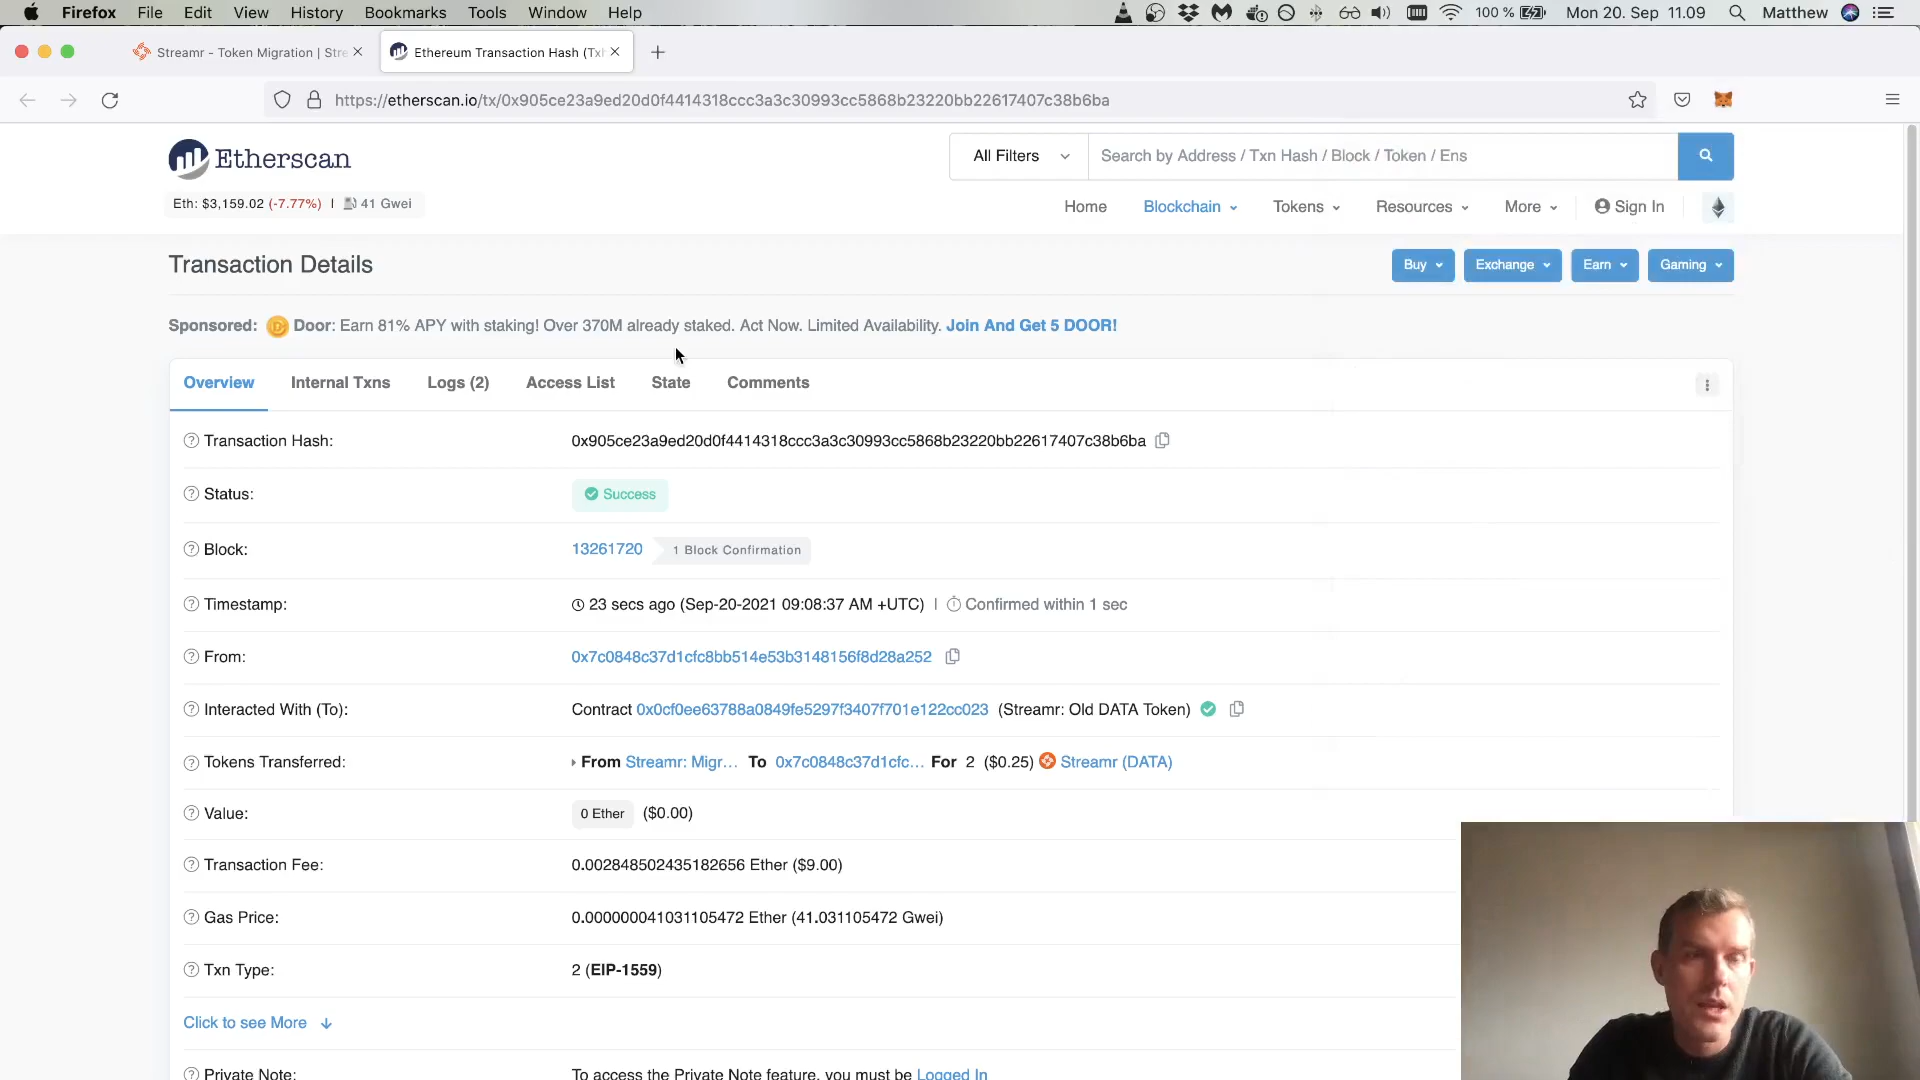 Firefox File Edit View History Bookmarks Tools Window Help 100 % Mon 20. Sep 11.09 Matthew
Streamr - Token Migration | Stre
Ethereum Transaction Hash (Txh
https://etherscan.io/tx/0x905ce23a9ed20d0f4414318ccc3a3c30993cc5868b23220bb22617407c38b6ba
Etherscan
All Filters
Search by Address / Txn Hash / Block / Token / Ens
Eth: $3,159.02 (-7.77%) | 41 Gwei
Home Blockchain Tokens Resources More Sign In
Transaction Details
Buy Exchange Earn Gaming
Sponsored: Door: Earn 81% APY with staking! Over 370M already staked. Act Now. Limited Availability. Join And Get 5 DOOR!
Overview Internal Txns Logs (2) Access List State Comments
Transaction Hash: 0x905ce23a9ed20d0f4414318ccc3a3c30993cc5868b23220bb22617407c38b6ba
Status: Success
Block: 13261720 1 Block Confirmation
Timestamp: 23 secs ago (Sep-20-2021 09:08:37 AM +UTC) | Confirmed within 1 sec
From: 0x7c0848c37d1cfc8bb514e53b3148156f8d28a252
Interacted With (To): Contract 0x0cf0ee63788a0849fe5297f3407f701e122cc023 (Streamr: Old DATA Token)
Tokens Transferred: From Streamr: Migr... To 0x7c0848c37d1cfc... For 2 ($0.25) Streamr (DATA)
Value: 0 Ether ($0.00)
Transaction Fee: 0.002848502435182656 Ether ($9.00)
Gas Price: 0.000000041031105472 Ether (41.031105472 Gwei)
Txn Type: 2 (EIP-1559)
Click to see More
Private Note: To access the Private Note feature, you must be Logged In